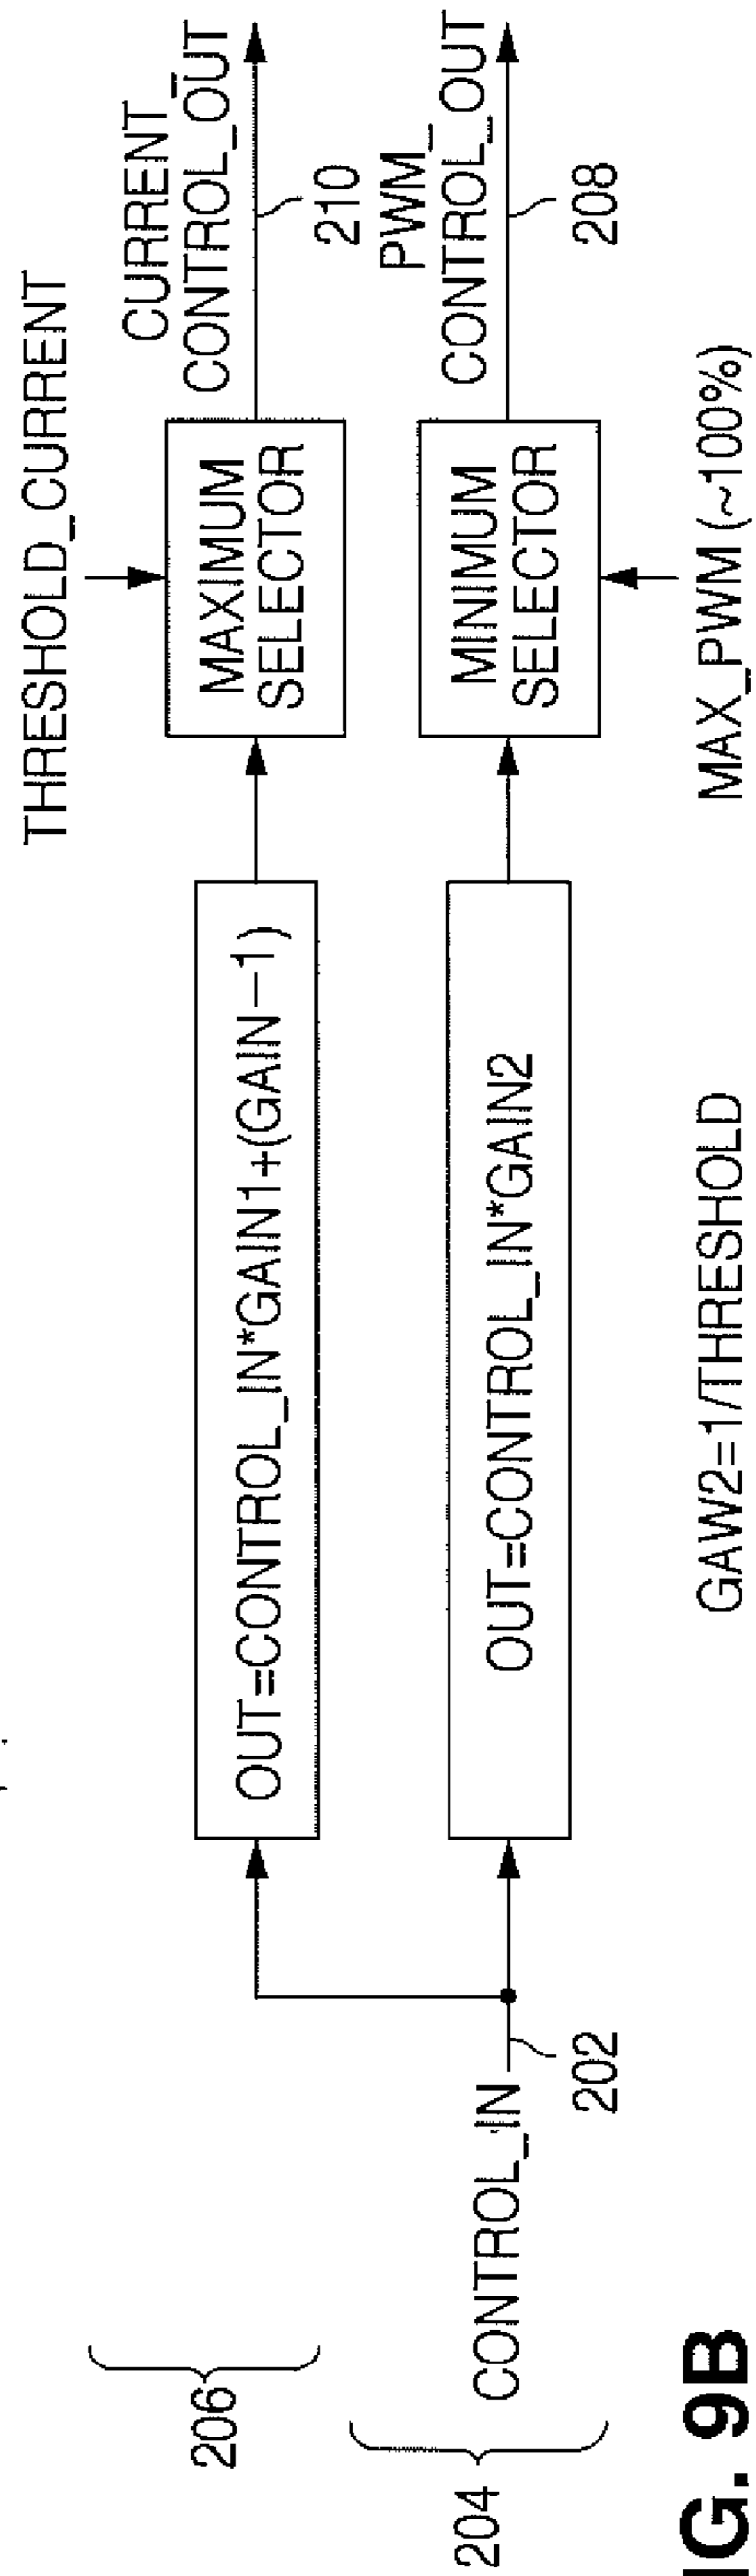 THRESHOLD_CURRENT
CURRENT_
CONTROL_OUT
MAXIMUM
SELECTOR
210
OUT=CONTROL_IN*GAIN1+(GAIN−1)
206
PWM_
CONTROL_OUT
MINIMUM
SELECTOR
208
OUT=CONTROL_IN*GAIN2
CONTROL_IN
202
204
MAX_PWM (~100%)
GAW2=1/THRESHOLD
IG. 9B